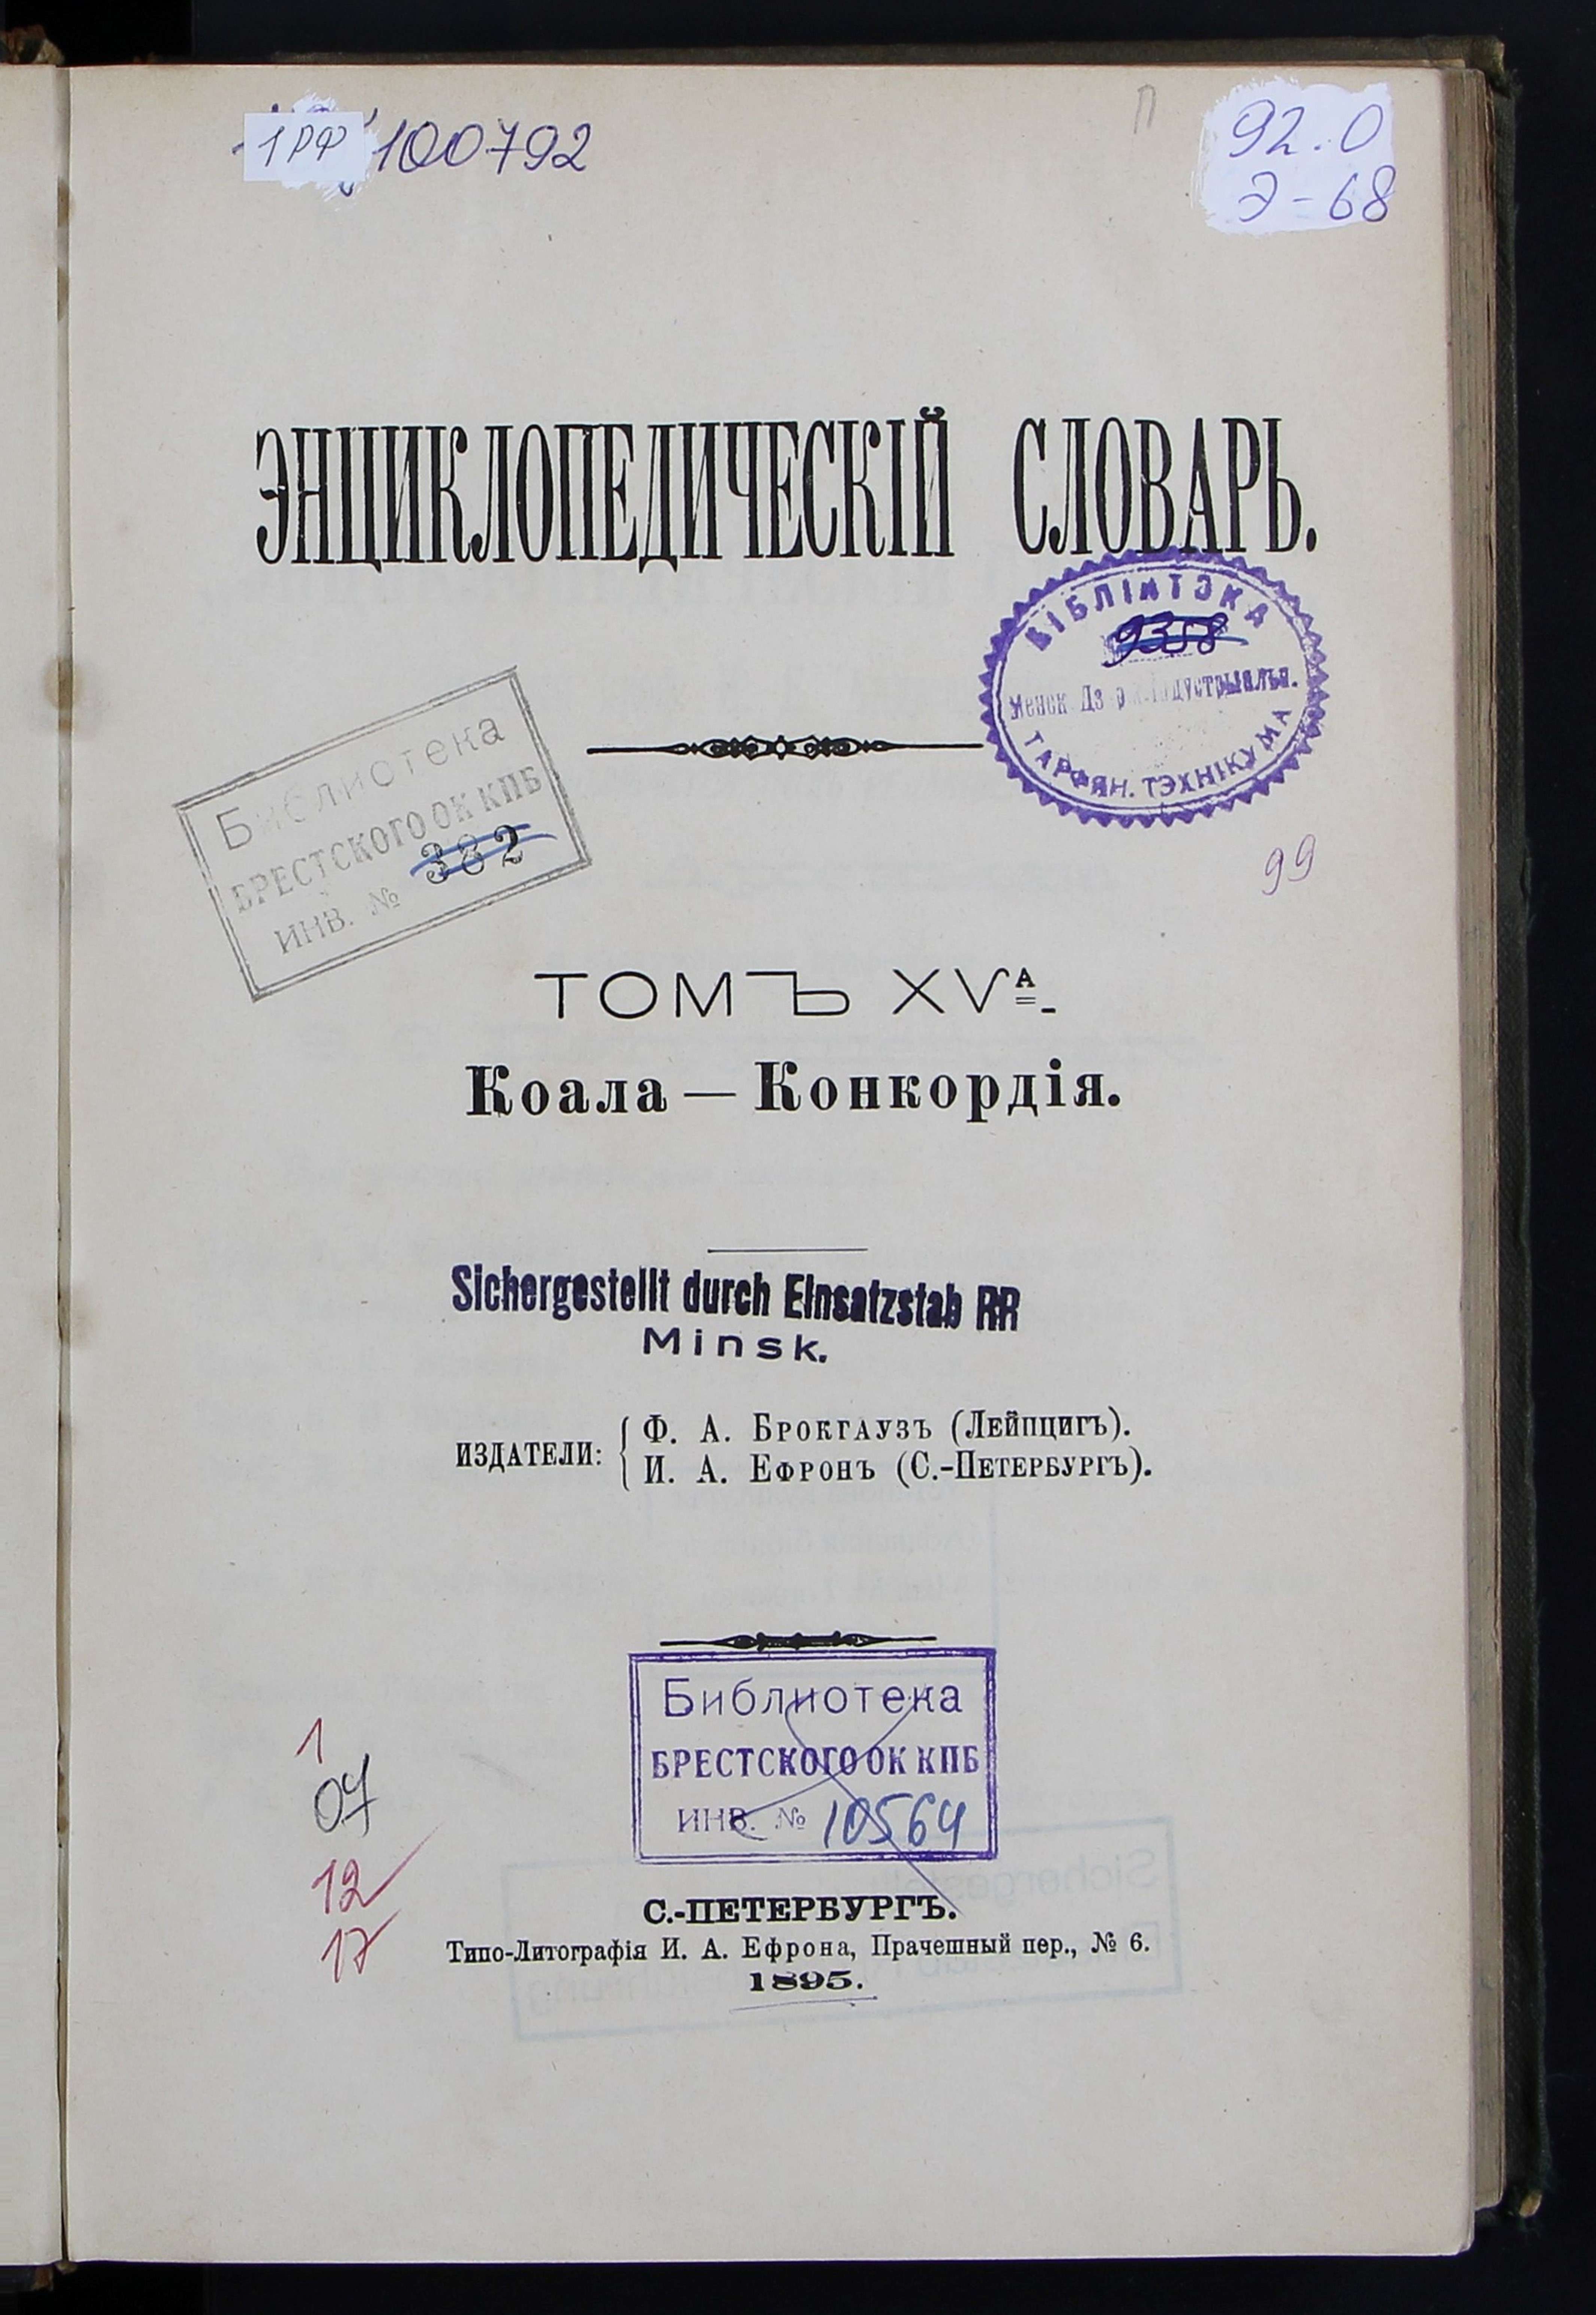 1РФ 100792
П
92.0
Э-68
ЭНЦИКЛОПЕДИЧЕСКІЙ СЛОВАРЬ.
БІБЛІЯТЭКА
9358
Менск. Дз
ТАРФЯН. ТЭХНІКУМА
Библиотека
БРЕСТСКОГО ОК КПБ
ИНВ. № 382
99
ТОМЪ XVᴬ.
Коала — Конкордія.
Sichergestellt durch Einsatzstab RR
Minsk.
ИЗДАТЕЛИ:
Ф. А. Брокгаузъ (Лейпцигъ).
И. А. Ефронъ (С.-Петербургъ).
Библиотека
БРЕСТСКОГО ОК КПБ
ИНВ. № 10564
1
07
12
17
С.-ПЕТЕРБУРГЪ.
Типо-Литографія И. А. Ефрона, Прачешный пер., № 6.
1895.